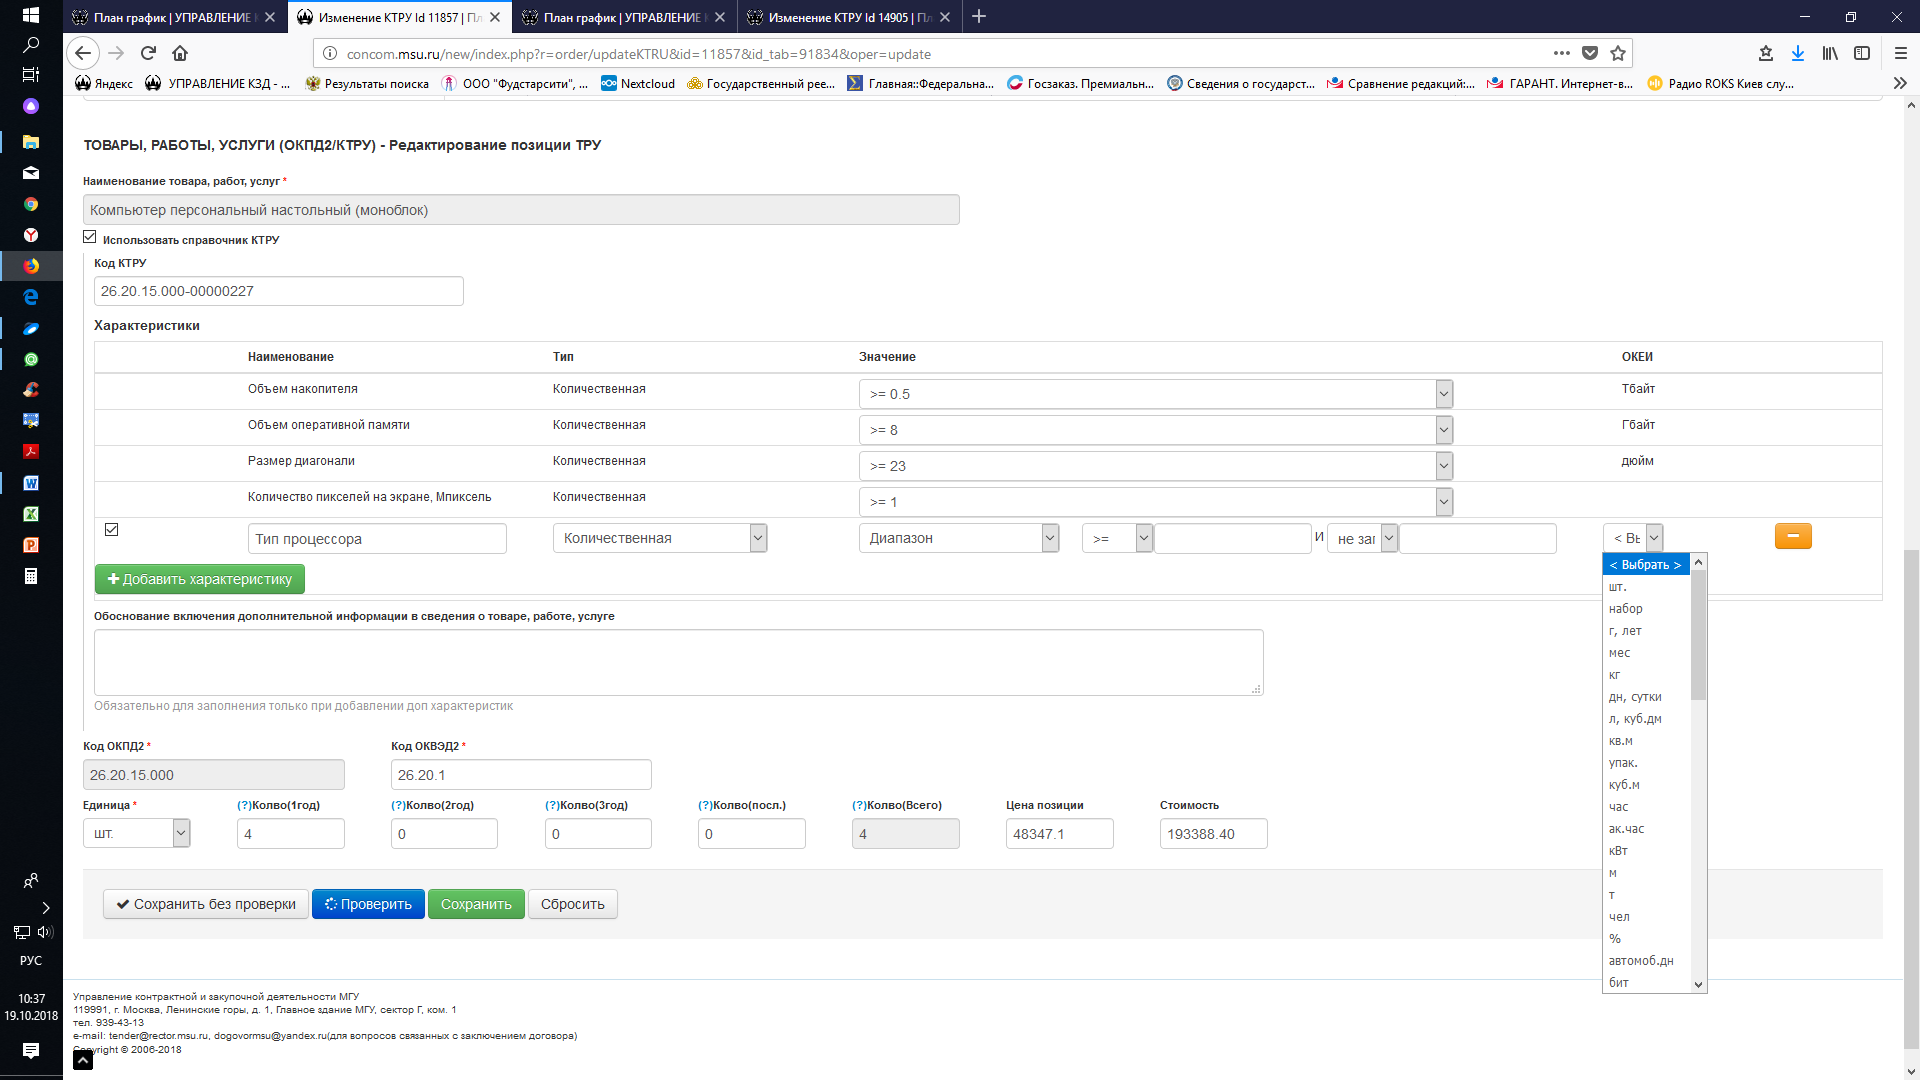 План график | УПРАВЛЕНИЕ К
Изменение КТРУ Id 11857 | Пл
План график | УПРАВЛЕНИЕ К
Изменение КТРУ Id 14905 | Пл
concom.msu.ru/new/index.php?r=order/updateKTRU&id=11857&id_tab=91834&oper=update
Яндекс
УПРАВЛЕНИЕ КЗД - ...
Результаты поиска
ООО "Фудстарсити", ...
Nextcloud
Государственный рее...
Главная::Федеральна...
Госзаказ. Премиальн...
Сведения о государст...
Сравнение редакций:...
ГАРАНТ. Интернет-в...
Радио ROKS Киев слу...
ТОВАРЫ, РАБОТЫ, УСЛУГИ (ОКПД2/КТРУ) - Редактирование позиции ТРУ
Наименование товара, работ, услуг *
Компьютер персональный настольный (моноблок)
Использовать справочник КТРУ
Код КТРУ
26.20.15.000-00000227
Характеристики
Наименование Тип Значение ОКЕИ
Объем накопителя Количественная >= 0.5 Тбайт
Объем оперативной памяти Количественная >= 8 Гбайт
Размер диагонали Количественная >= 23 дюйм
Количество пикселей на экране, Мпиксель Количественная >= 1
Тип процессора Количественная Диапазон >= И не заг < Вы
Добавить характеристику
< Выбрать >
шт.
набор
г, лет
мес
кг
дн, сутки
л, куб.дм
кв.м
упак.
куб.м
час
ак.час
кВт
м
т
чел
%
автомоб.дн
бит
Обоснование включения дополнительной информации в сведения о товаре, работе, услуге
Обязательно для заполнения только при добавлении доп характеристик
Код ОКПД2 * Код ОКВЭД2 *
26.20.15.000 26.20.1
Единица * (?)Колво(1год) (?)Колво(2год) (?)Колво(3год) (?)Колво(посл.) (?)Колво(Всего) Цена позиции Стоимость
шт. 4 0 0 0 4 48347.1 193388.40
Сохранить без проверки Проверить Сохранить Сбросить
Управление контрактной и закупочной деятельности МГУ
119991, г. Москва, Ленинские горы, д. 1, Главное здание МГУ, сектор Г, ком. 1
тел. 939-43-13
e-mail: tender@rector.msu.ru, dogovormsu@yandex.ru(для вопросов связанных с заключением договора)
Copyright © 2006-2018
РУС
10:37
19.10.2018